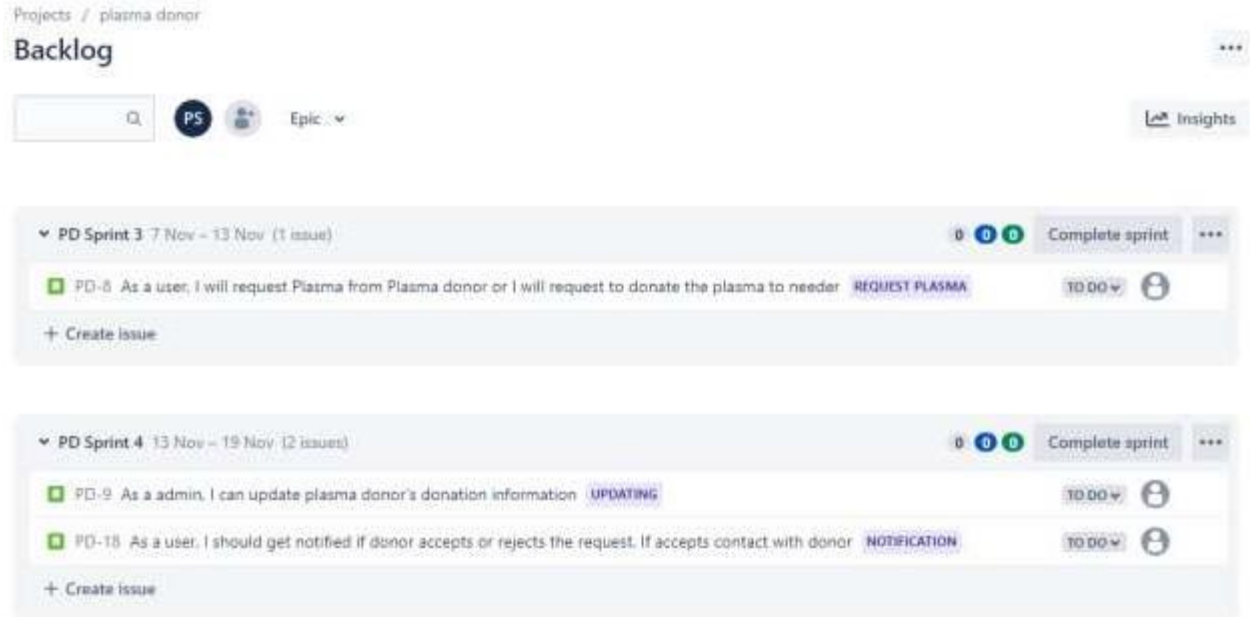 Projects / plasma donor
Backlog
PS Epic Insights
PD Sprint 3 7 Nov – 13 Nov (1 issue) 0 0 0 Complete sprint
PD-8 As a user, I will request Plasma from Plasma donor or I will request to donate the plasma to needer REQUEST PLASMA TO DO
+ Create issue
PD Sprint 4 13 Nov – 19 Nov (2 issues) 0 0 0 Complete sprint
PD-9 As a admin, I can update plasma donor's donation information UPDATING TO DO
PD-18 As a user, I should get notified if donor accepts or rejects the request. If accepts contact with donor NOTIFICATION TO DO
+ Create issue